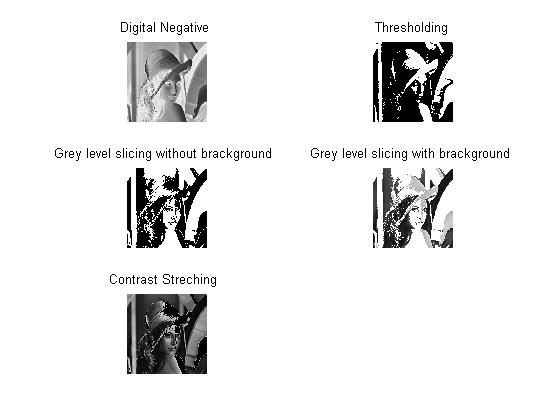 Digital Negative
Thresholding
Grey level slicing without brackground
Grey level slicing with brackground
Contrast Streching